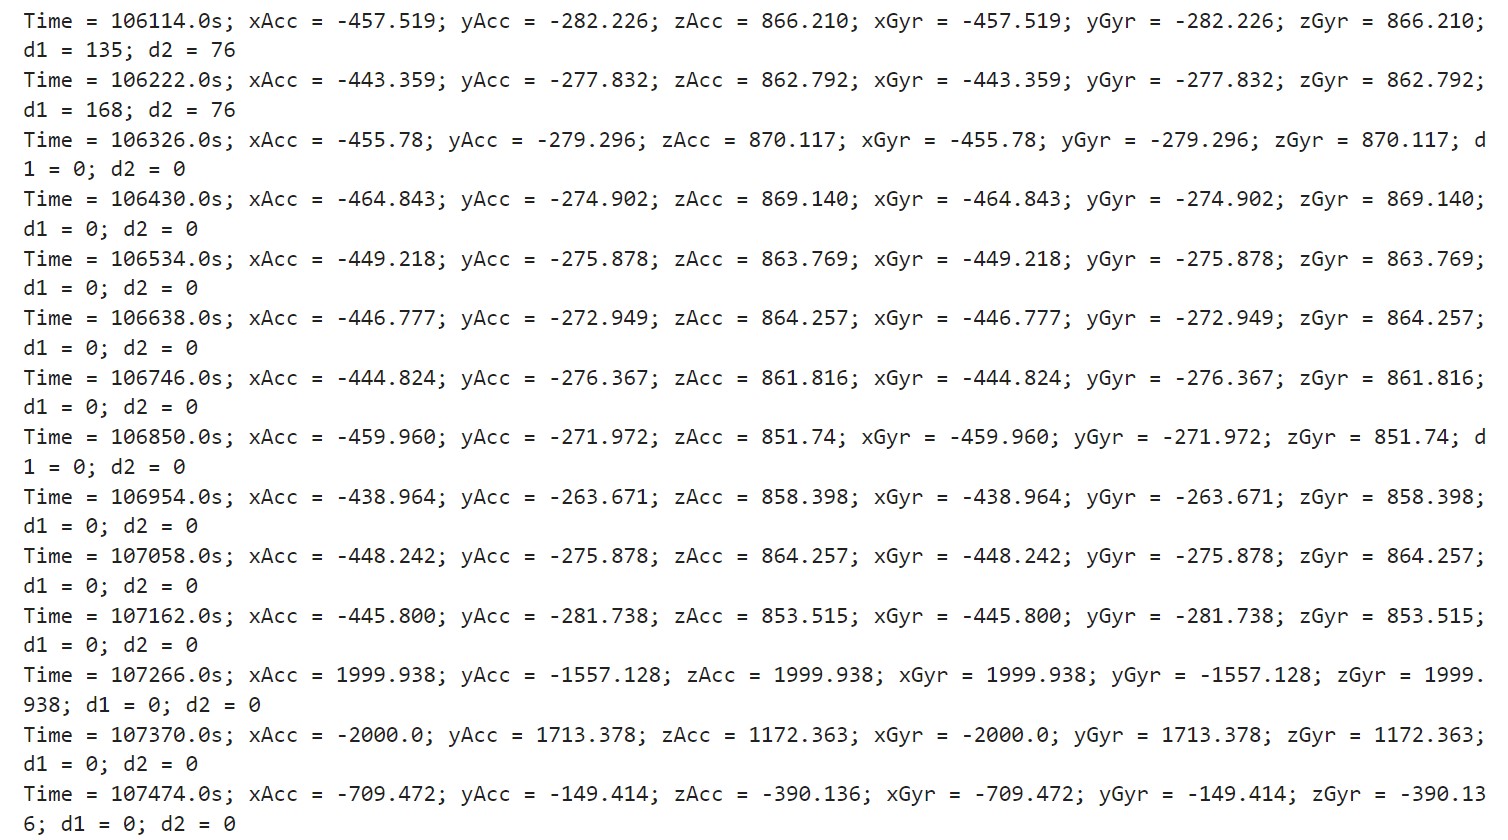 Time = 106114.0s; xAcc = -457.519; yAcc = -282.226; zAcc = 866.210; xGyr = -457.519; yGyr = -282.226; zGyr = 866.210;
d1 = 135; d2 = 76
Time = 106222.0s; xAcc = -443.359; yAcc = -277.832; zAcc = 862.792; xGyr = -443.359; yGyr = -277.832; zGyr = 862.792;
d1 = 168; d2 = 76
Time = 106326.0s; xAcc = -455.78; yAcc = -279.296; zAcc = 870.117; xGyr = -455.78; yGyr = -279.296; zGyr = 870.117; d
1 = 0; d2 = 0
Time = 106430.0s; xAcc = -464.843; yAcc = -274.902; zAcc = 869.140; xGyr = -464.843; yGyr = -274.902; zGyr = 869.140;
d1 = 0; d2 = 0
Time = 106534.0s; xAcc = -449.218; yAcc = -275.878; zAcc = 863.769; xGyr = -449.218; yGyr = -275.878; zGyr = 863.769;
d1 = 0; d2 = 0
Time = 106638.0s; xAcc = -446.777; yAcc = -272.949; zAcc = 864.257; xGyr = -446.777; yGyr = -272.949; zGyr = 864.257;
d1 = 0; d2 = 0
Time = 106746.0s; xAcc = -444.824; yAcc = -276.367; zAcc = 861.816; xGyr = -444.824; yGyr = -276.367; zGyr = 861.816;
d1 = 0; d2 = 0
Time = 106850.0s; xAcc = -459.960; yAcc = -271.972; zAcc = 851.74; xGyr = -459.960; yGyr = -271.972; zGyr = 851.74; d
1 = 0; d2 = 0
Time = 106954.0s; xAcc = -438.964; yAcc = -263.671; zAcc = 858.398; xGyr = -438.964; yGyr = -263.671; zGyr = 858.398;
d1 = 0; d2 = 0
Time = 107058.0s; xAcc = -448.242; yAcc = -275.878; zAcc = 864.257; xGyr = -448.242; yGyr = -275.878; zGyr = 864.257;
d1 = 0; d2 = 0
Time = 107162.0s; xAcc = -445.800; yAcc = -281.738; zAcc = 853.515; xGyr = -445.800; yGyr = -281.738; zGyr = 853.515;
d1 = 0; d2 = 0
Time = 107266.0s; xAcc = 1999.938; yAcc = -1557.128; zAcc = 1999.938; xGyr = 1999.938; yGyr = -1557.128; zGyr = 1999.
938; d1 = 0; d2 = 0
Time = 107370.0s; xAcc = -2000.0; yAcc = 1713.378; zAcc = 1172.363; xGyr = -2000.0; yGyr = 1713.378; zGyr = 1172.363;
d1 = 0; d2 = 0
Time = 107474.0s; xAcc = -709.472; yAcc = -149.414; zAcc = -390.136; xGyr = -709.472; yGyr = -149.414; zGyr = -390.13
6; d1 = 0; d2 = 0